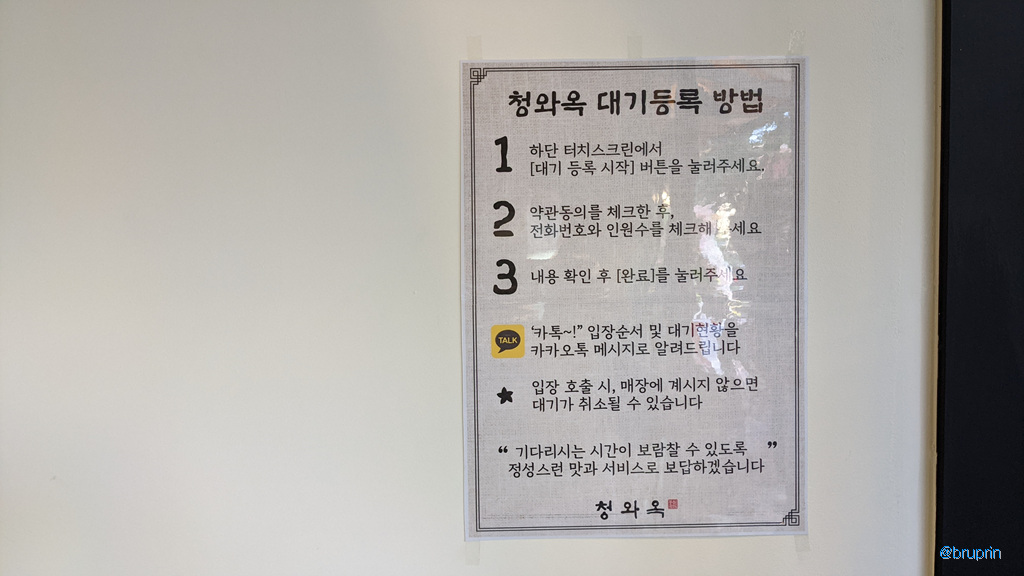 청와옥 대기등록 방법
1 하단 터치스크린에서
[대기 등록 시작] 버튼을 눌러주세요.
2 약관동의를 체크한 후,
전화번호와 인원수를 체크해 세요
3 내용 확인 후 [완료]를 눌러주세요
TALK
‘카톡~!” 입장순서 및 대기현황을
카카오톡 메시지로 알려드립니다
★ 입장 호출 시, 매장에 계시지 않으면
대기가 취소될 수 있습니다
“ 기다리시는 시간이 보람찰 수 있도록 ”
정성스런 맛과 서비스로 보답하겠습니다
청와옥
@bruprin